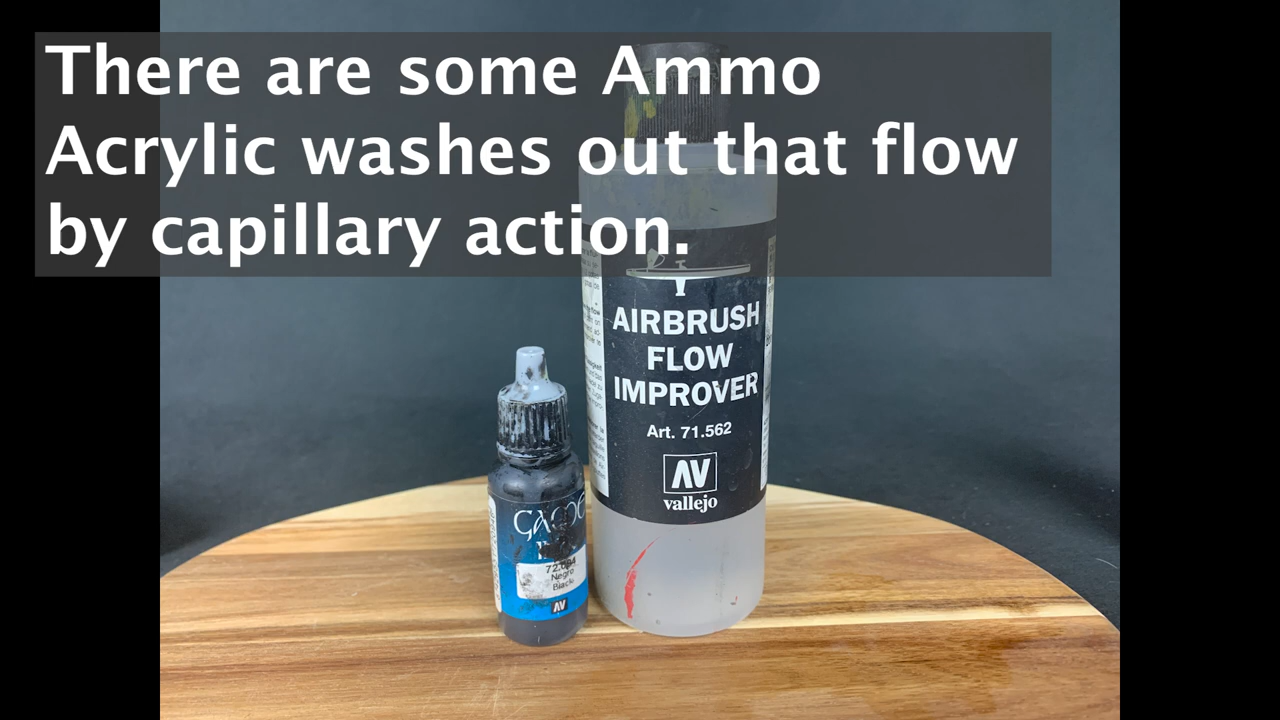 There are some Ammo
Acrylic washes out that flow
by capillary action.
AIRBRUSH
FLOW
IMPROVER
Art. 71.562
AV
vallejo
GAME
Negro
Black
AV